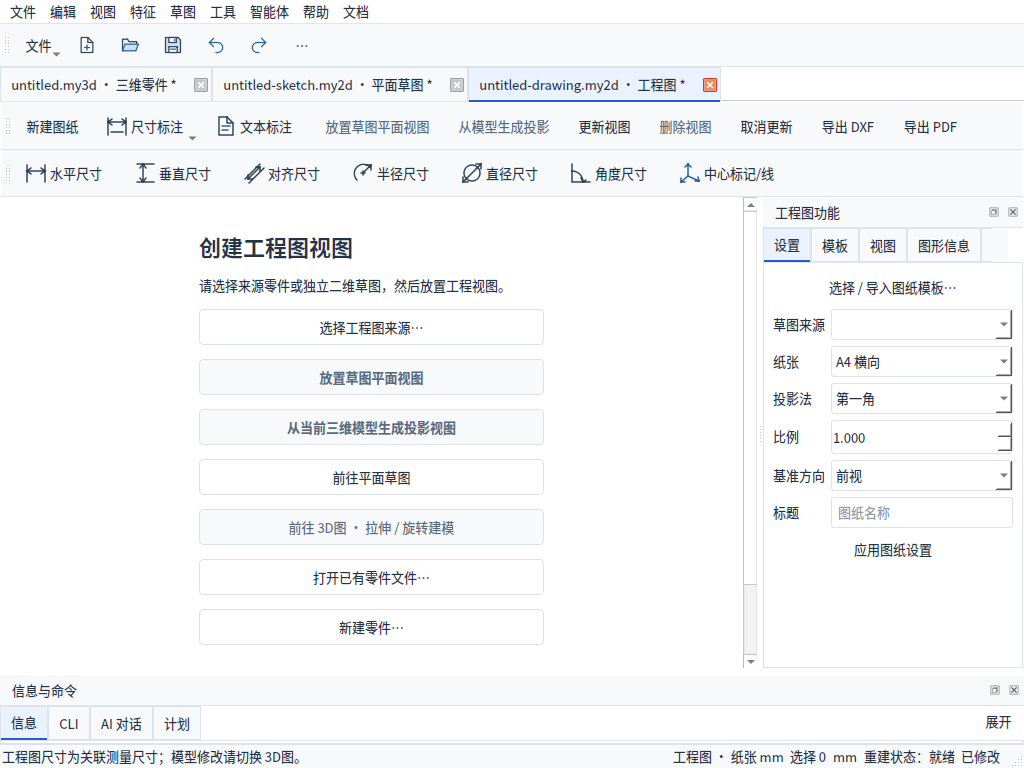 文件 编辑 视图 特征 草图 工具 智能体 帮助 文档
文件 ···
untitled.my3d · 三维零件 * untitled-sketch.my2d · 平面草图 * untitled-drawing.my2d · 工程图 *
新建图纸 尺寸标注 文本标注 放置草图平面视图 从模型生成投影 更新视图 删除视图 取消更新 导出 DXF 导出 PDF
水平尺寸 垂直尺寸 对齐尺寸 半径尺寸 直径尺寸 角度尺寸 中心标记/线
创建工程图视图
请选择来源零件或独立二维草图，然后放置工程视图。
选择工程图来源···
放置草图平面视图
从当前三维模型生成投影视图
前往平面草图
前往 3D图 · 拉伸 / 旋转建模
打开已有零件文件···
新建零件···
工程图功能
设置 模板 视图 图形信息
选择 / 导入图纸模板···
草图来源
纸张 A4 横向
投影法 第一角
比例 1.000
基准方向 前视
标题 图纸名称
应用图纸设置
信息与命令
信息 CLI AI 对话 计划 展开
工程图尺寸为关联测量尺寸；模型修改请切换 3D图。 工程图 · 纸张 mm 选择 0 mm 重建状态：就绪 已修改